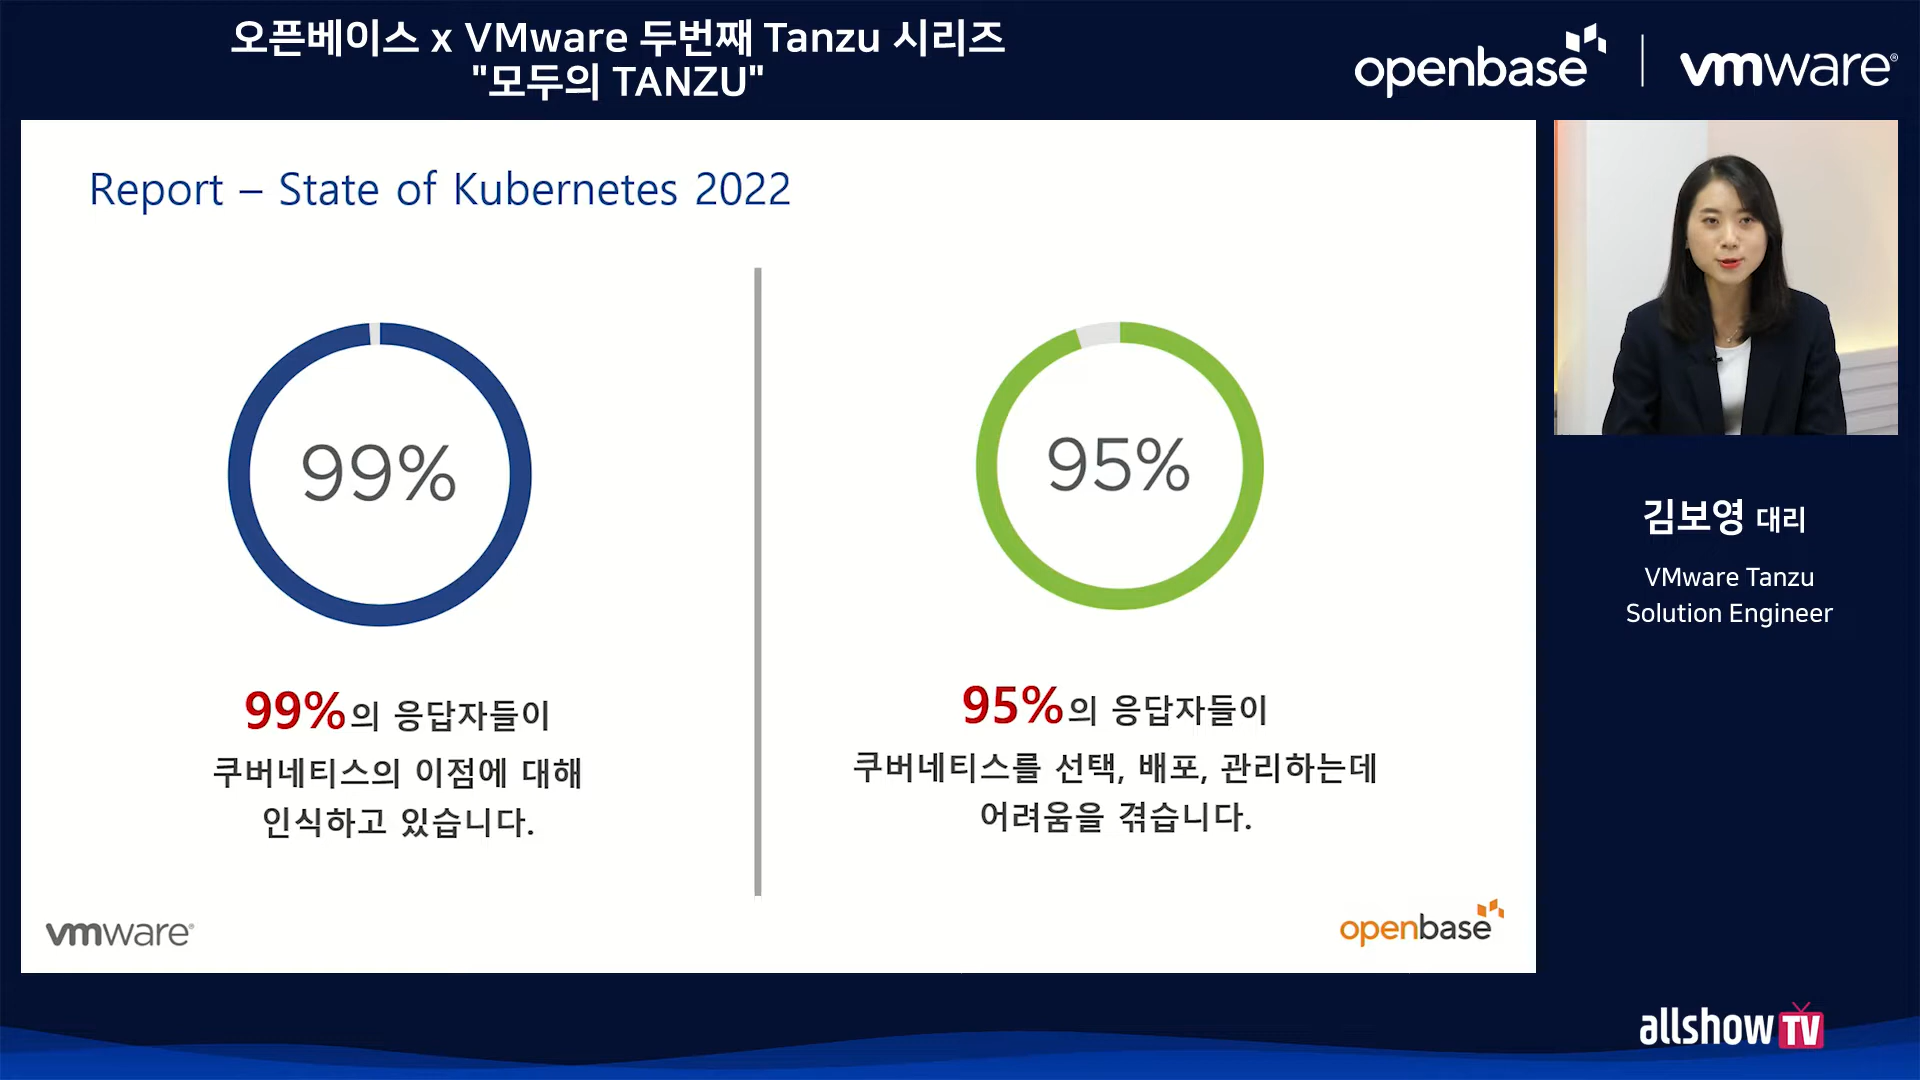 오픈베이스 x VMware 두번째 Tanzu 시리즈
"모두의 TANZU"
openbase
vmware®
Report – State of Kubernetes 2022
99%
95%
99%의 응답자들이
쿠버네티스의 이점에 대해
인식하고 있습니다.
95%의 응답자들이
쿠버네티스를 선택, 배포, 관리하는데
어려움을 겪습니다.
vmware®
openbase
김보영 대리
VMware Tanzu
Solution Engineer
allshow TV